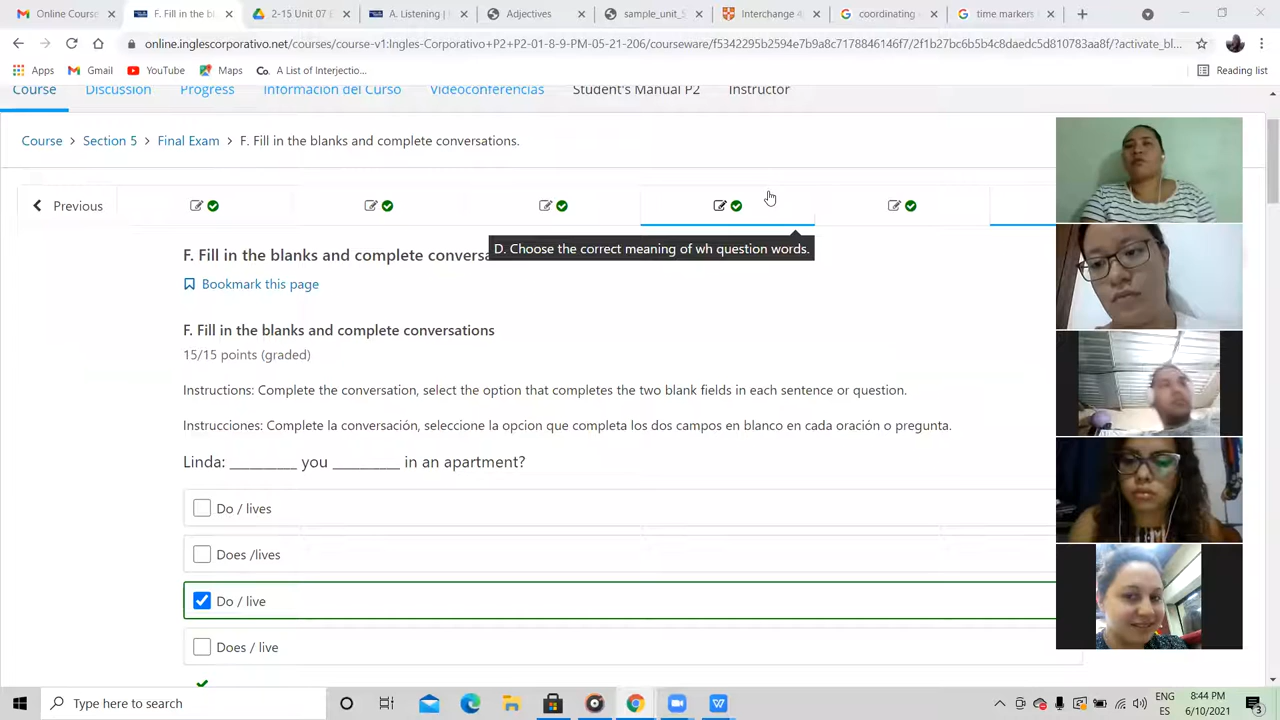 Online Course
F. Fill in the bla
2-15 Unit 07 E
A. Listening |
Adjectives
sample_unit_5
Interchange 4
coordinating
time markers
online.inglescorporativo.net/courses/course-v1:Ingles-Corporativo+P2+P2-8-8-9-PM-05-21-206/courseware/f5342295b2594e7b9a8c7178846146f7/2f1b27bc6b5b4c8daedc5d810783aa8f/?activate_bl...
Apps
Gmail
YouTube
Maps
Co.
A List of Interjectio...
Reading list
Course
Discussion
Progress
Información del Curso
Videoconferencias
Student's Manual P2
Instructor
Course > Section 5 > Final Exam > F. Fill in the blanks and complete conversations.
Previous
D. Choose the correct meaning of wh question words.
F. Fill in the blanks and complete conversa
Bookmark this page
F. Fill in the blanks and complete conversations
15/15 points (graded)
Instructions: Complete the conversation, select the option that completes the two blank fields in each sentence or question.
Instrucciones: Complete la conversación, seleccione la opcion que completa los dos campos en blanco en cada oración o pregunta.
Linda: _________ you _________ in an apartment?
Do / lives
Does /lives
Do / live
Does / live
Type here to search
ENG
ES
8:44 PM
6/10/2021
3